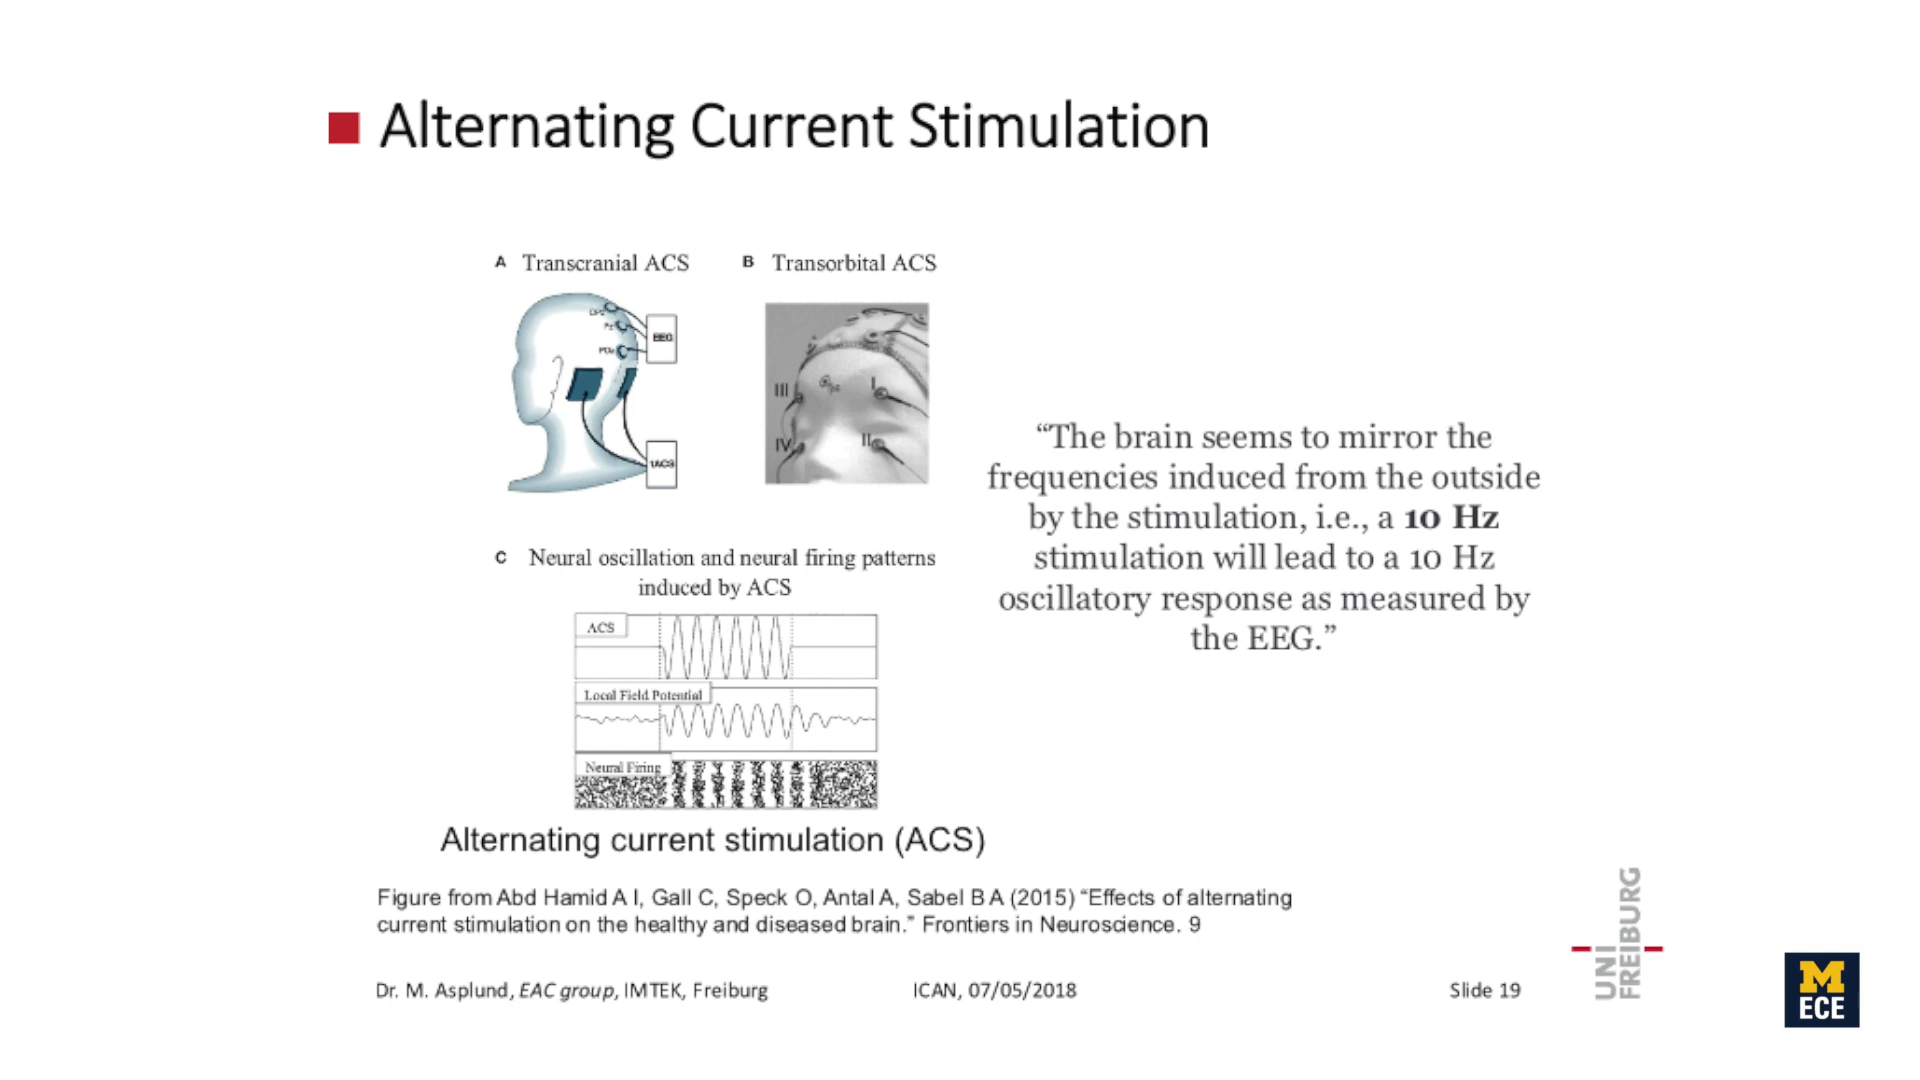 Alternating Current Stimulation
A Transcranial ACS
B Transorbital ACS
EEG
tACS
III
I
IV
II
“The brain seems to mirror the
frequencies induced from the outside
by the stimulation, i.e., a 10 Hz
stimulation will lead to a 10 Hz
oscillatory response as measured by
the EEG.”
C Neural oscillation and neural firing patterns
induced by ACS
ACS
Local Field Potential
Neural Firing
Alternating current stimulation (ACS)
Figure from Abd Hamid A I, Gall C, Speck O, Antal A, Sabel B A (2015) “Effects of alternating
current stimulation on the healthy and diseased brain.” Frontiers in Neuroscience. 9
Dr. M. Asplund, EAC group, IMTEK, Freiburg
ICAN, 07/05/2018
Slide 19
UNI
FREIBURG
M
ECE